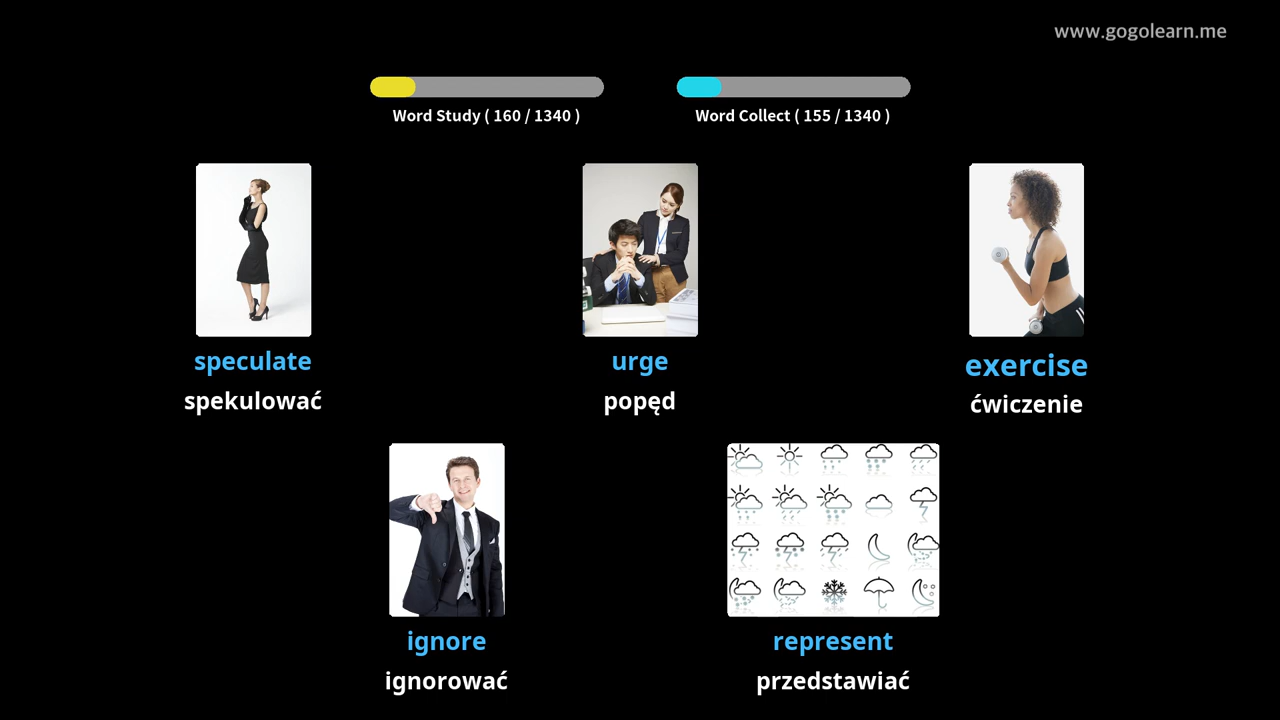 www.gogolearn.me
Word Study ( 160 / 1340 )
Word Collect ( 155 / 1340 )
speculate
spekulować
urge
popęd
exercise
ćwiczenie
ignore
ignorować
represent
przedstawiać